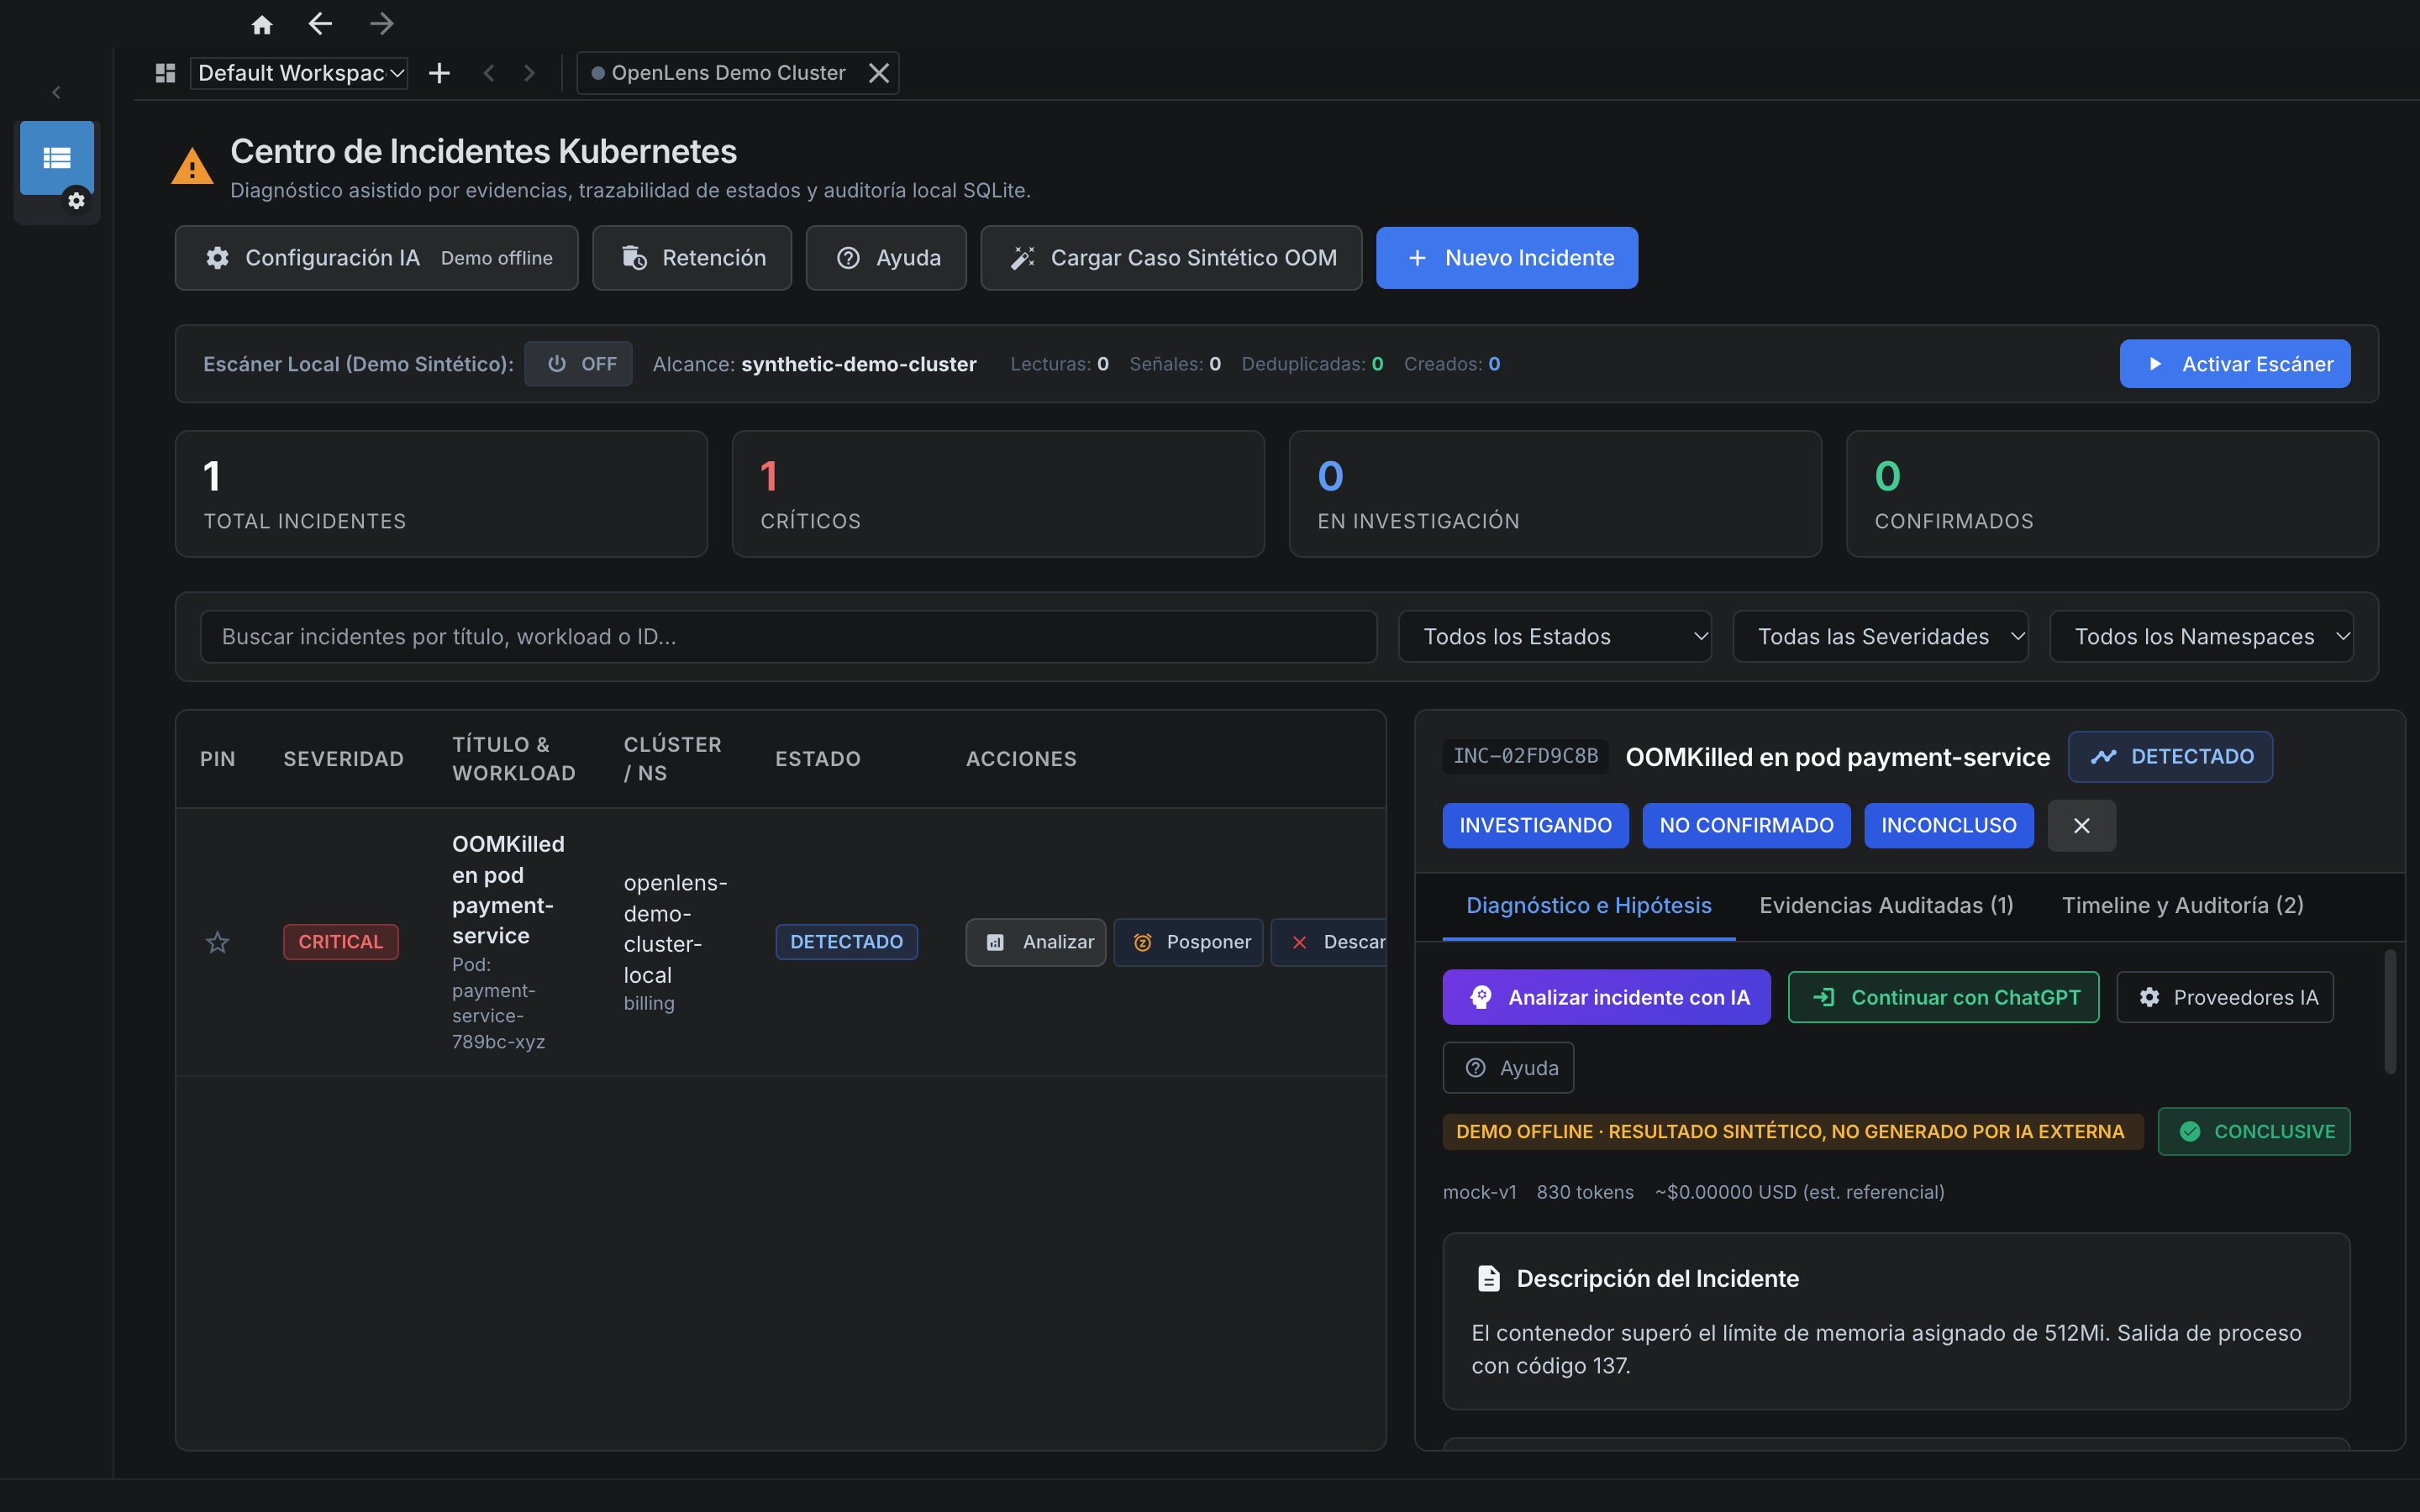 Default Workspac
OpenLens Demo Cluster
Centro de Incidentes Kubernetes
Diagnóstico asistido por evidencias, trazabilidad de estados y auditoría local SQLite.
Configuración IA Demo offline
Retención
Ayuda
Cargar Caso Sintético OOM
Nuevo Incidente
Escáner Local (Demo Sintético): OFF Alcance: synthetic-demo-cluster Lecturas: 0 Señales: 0 Deduplicadas: 0 Creados: 0
Activar Escáner
1
TOTAL INCIDENTES
1
CRÍTICOS
0
EN INVESTIGACIÓN
0
CONFIRMADOS
Buscar incidentes por título, workload o ID...
Todos los Estados
Todas las Severidades
Todos los Namespaces
PIN
SEVERIDAD
TÍTULO &
WORKLOAD
CLÚSTER
/ NS
ESTADO
ACCIONES
CRITICAL
OOMKilled
en pod
payment-
service
Pod:
payment-
service-
789bc-xyz
openlens-
demo-
cluster-
local
billing
DETECTADO
Analizar
Posponer
Descar
INC-02FD9C8B OOMKilled en pod payment-service DETECTADO
INVESTIGANDO
NO CONFIRMADO
INCONCLUSO
Diagnóstico e Hipótesis
Evidencias Auditadas (1)
Timeline y Auditoría (2)
Analizar incidente con IA
Continuar con ChatGPT
Proveedores IA
Ayuda
DEMO OFFLINE · RESULTADO SINTÉTICO, NO GENERADO POR IA EXTERNA
CONCLUSIVE
mock-v1 830 tokens ~$0.00000 USD (est. referencial)
Descripción del Incidente
El contenedor superó el límite de memoria asignado de 512Mi. Salida de proceso
con código 137.